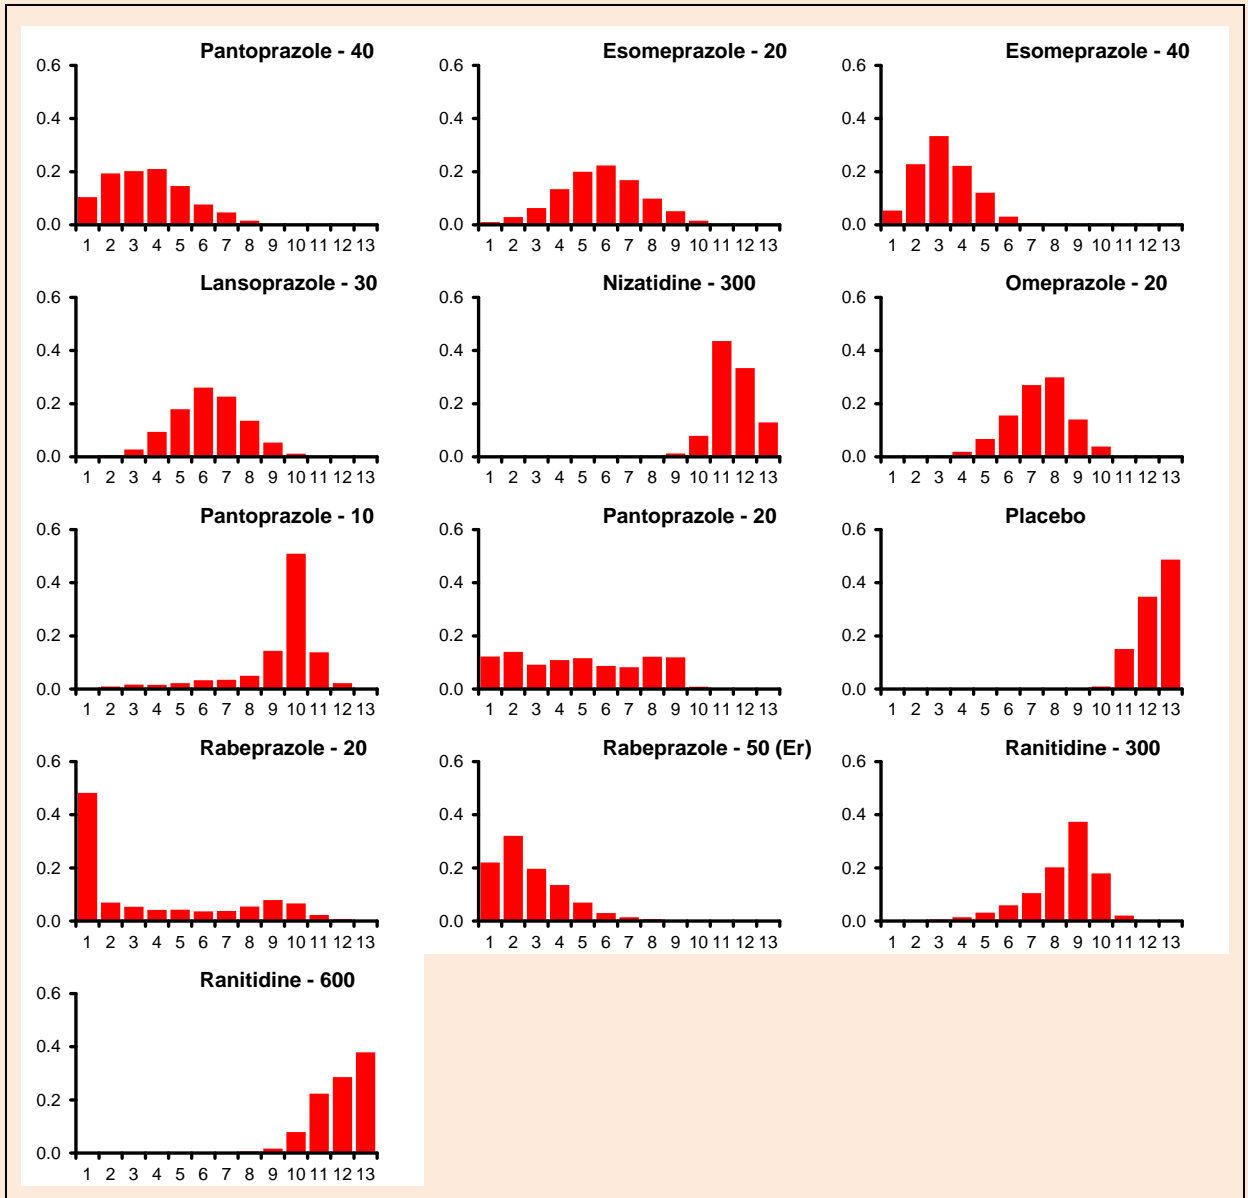 Pantoprazole - 40 Esomeprazole - 20 Esomeprazole - 40
0.6 0.6 0.6
0.4 0.4 0.4
0.2 0.2 0.2
0.0 0.0 0.0
1 2 3 4 5 6 7 8 9 10 11 12 13 1 2 3 4 5 6 7 8 9 10 11 12 13 1 2 3 4 5 6 7 8 9 10 11 12 13
Lansoprazole - 30 Nizatidine - 300 Omeprazole - 20
0.6 0.6 0.6
0.4 0.4 0.4
0.2 0.2 0.2
0.0 0.0 0.0
1 2 3 4 5 6 7 8 9 10 11 12 13 1 2 3 4 5 6 7 8 9 10 11 12 13 1 2 3 4 5 6 7 8 9 10 11 12 13
Pantoprazole - 10 Pantoprazole - 20 Placebo
0.6 0.6 0.6
0.4 0.4 0.4
0.2 0.2 0.2
0.0 0.0 0.0
1 2 3 4 5 6 7 8 9 10 11 12 13 1 2 3 4 5 6 7 8 9 10 11 12 13 1 2 3 4 5 6 7 8 9 10 11 12 13
Rabeprazole - 20 Rabeprazole - 50 (Er) Ranitidine - 300
0.6 0.6 0.6
0.4 0.4 0.4
0.2 0.2 0.2
0.0 0.0 0.0
1 2 3 4 5 6 7 8 9 10 11 12 13 1 2 3 4 5 6 7 8 9 10 11 12 13 1 2 3 4 5 6 7 8 9 10 11 12 13
Ranitidine - 600
0.6
0.4
0.2
0.0
1 2 3 4 5 6 7 8 9 10 11 12 13